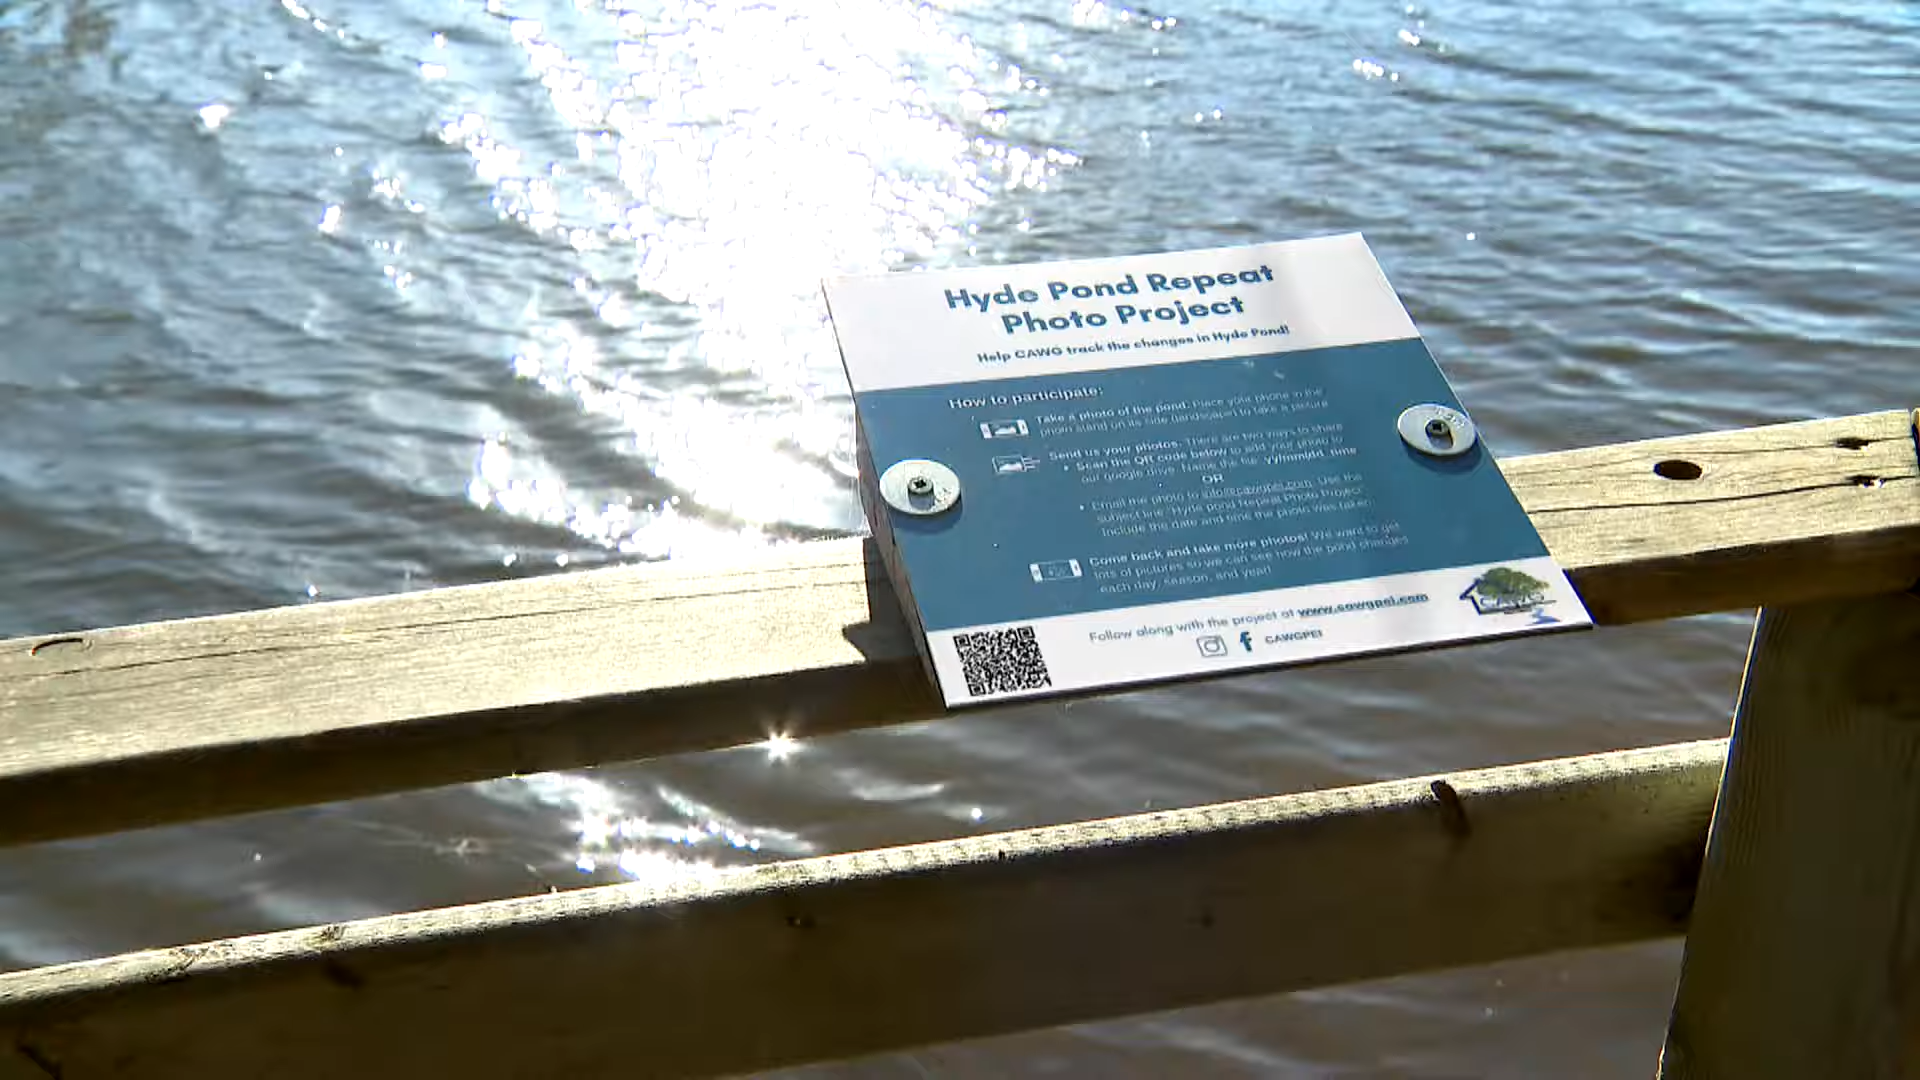 Hyde Pond Repeat
Photo Project
Help CAWG track the changes in Hyde Pond!
How to participate:
Take a photo of the pond. Place your phone in the
photo stand on its side (landscape) to take a picture
Send us your photos. There are two ways to share
• Scan the QR code below to add your photo to
our google drive. Name the file
OR
• Email the photo to info@cawgpei.com. Use the
subject line "Hyde pond Repeat Photo Project"
Include the date and time the photo was taken
Come back and take more photos! We want to get
lots of pictures so we can see how the pond changes
each day, season, and year!
Follow along with the project at www.cawgpei.com
CAWGPEI
CAWG